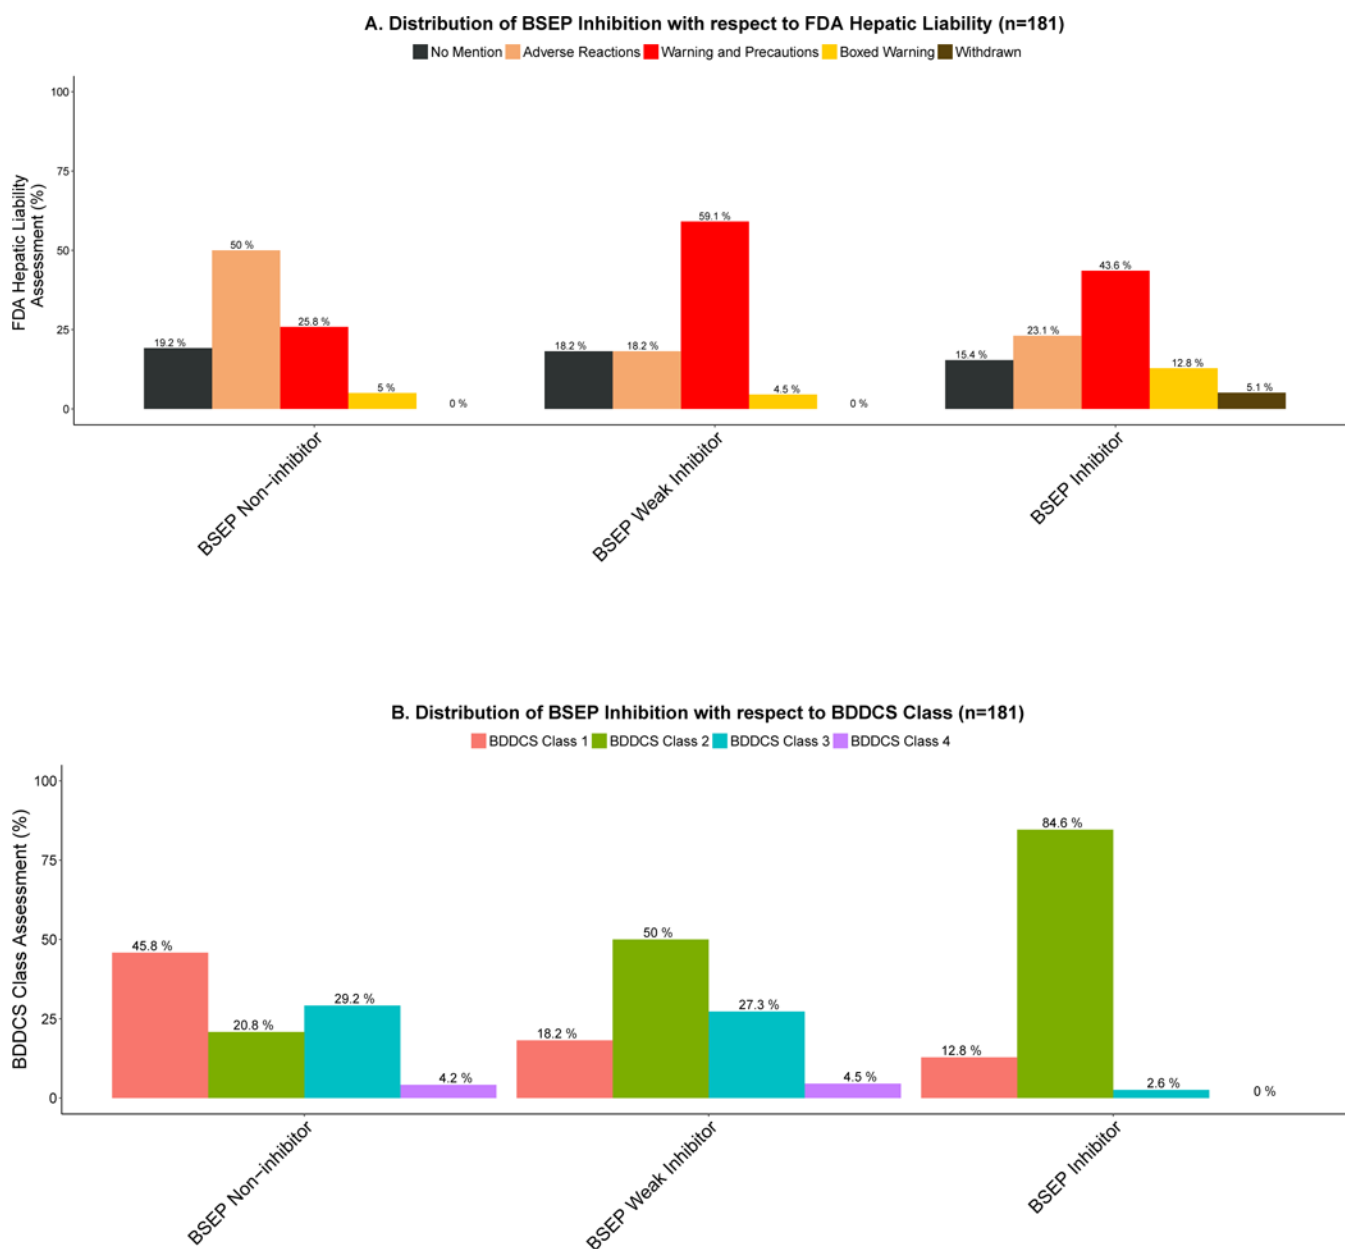 A. Distribution of BSEP Inhibition with respect to FDA Hepatic Liability (n=181)
No Mention Adverse Reactions Warning and Precautions Boxed Warning Withdrawn
FDA Hepatic Liability
Assessment (%)
100
75
50
25
0
19.2 %
50 %
25.8 %
5 %
0 %
18.2 %
18.2 %
59.1 %
4.5 %
0 %
15.4 %
23.1 %
43.6 %
12.8 %
5.1 %
BSEP Non−inhibitor
BSEP Weak Inhibitor
BSEP Inhibitor
B. Distribution of BSEP Inhibition with respect to BDDCS Class (n=181)
BDDCS Class 1 BDDCS Class 2 BDDCS Class 3 BDDCS Class 4
BDDCS Class Assessment (%)
100
75
50
25
0
45.8 %
20.8 %
29.2 %
4.2 %
18.2 %
50 %
27.3 %
4.5 %
12.8 %
84.6 %
2.6 %
0 %
BSEP Non−inhibitor
BSEP Weak Inhibitor
BSEP Inhibitor